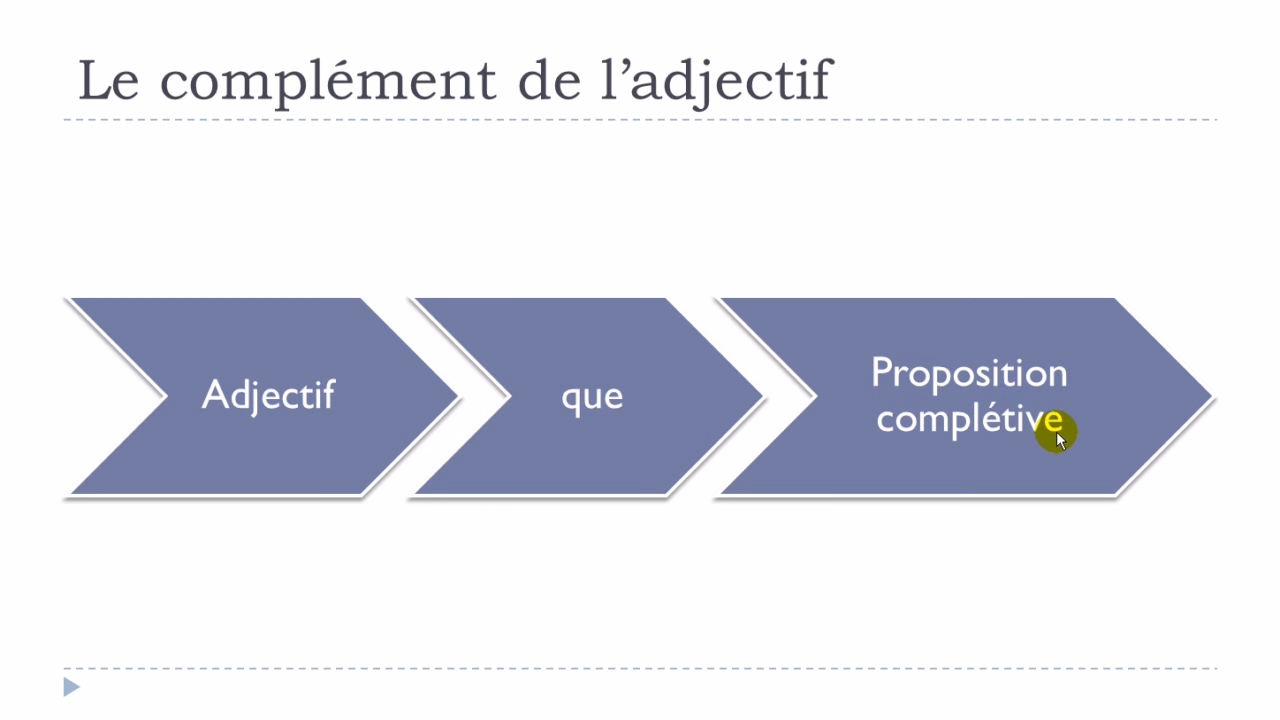 Le complément de l’adjectif
Adjectif
que
Proposition
complétive